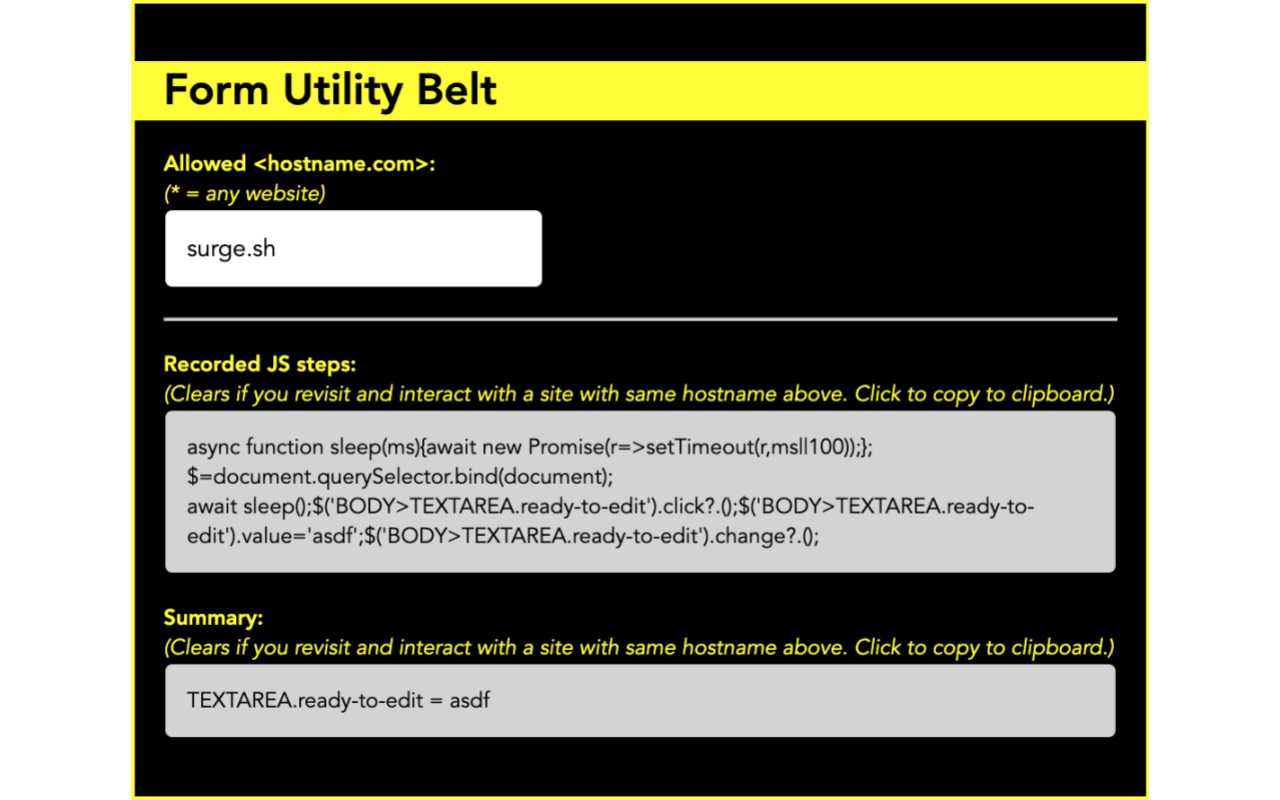 Form Utility Belt
Allowed <hostname.com>:
(* = any website)
surge.sh
Recorded JS steps:
(Clears if you revisit and interact with a site with same hostname above. Click to copy to clipboard.)
async function sleep(ms){await new Promise(r=>setTimeout(r,ms||100));};
$=document.querySelector.bind(document);
await sleep();$('BODY>TEXTAREA.ready-to-edit').click?.();$('BODY>TEXTAREA.ready-to-
edit').value='asdf';$('BODY>TEXTAREA.ready-to-edit').change?.();
Summary:
(Clears if you revisit and interact with a site with same hostname above. Click to copy to clipboard.)
TEXTAREA.ready-to-edit = asdf